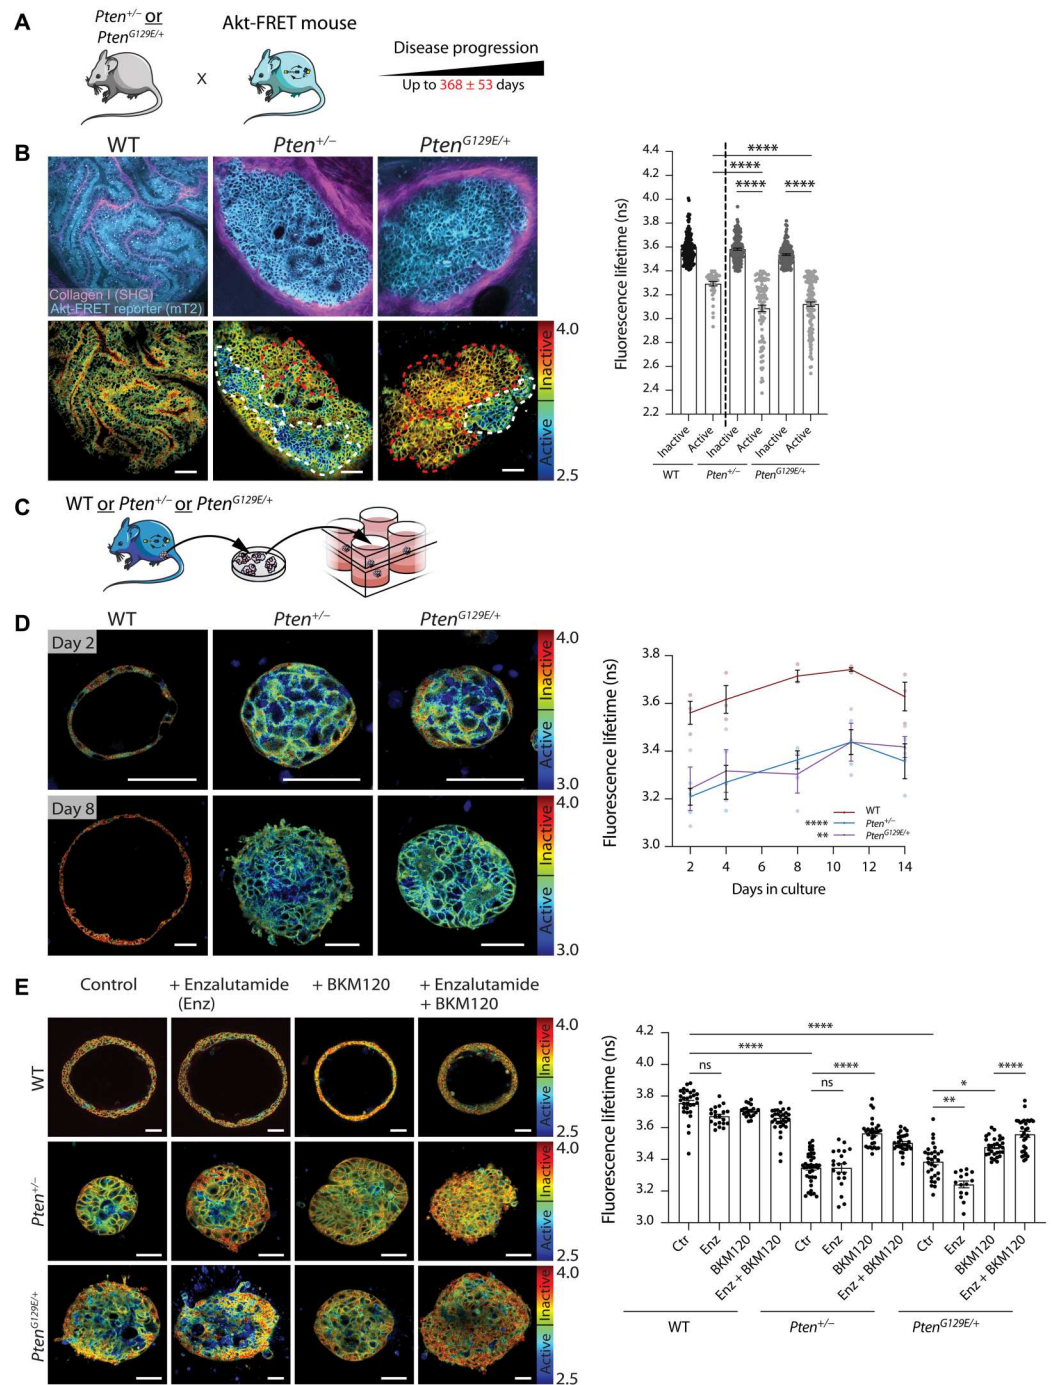 A
Pten+/− or
PtenG129E/+
X
Akt-FRET mouse
Disease progression
Up to 368 ± 53 days
B
WT
Pten+/−
PtenG129E/+
Collagen I (SHG)
Akt-FRET reporter (mT2)
4.0
Inactive
Active
2.5
Fluorescence lifetime (ns)
4.4
4.2
4.0
3.8
3.6
3.4
3.2
3.0
2.8
2.6
2.4
2.2
****
****
**** ****
Inactive Active Inactive Active Inactive Active
WT Pten+/− PtenG129E/+
C
WT or Pten+/− or PtenG129E/+
D
WT
Pten+/−
PtenG129E/+
Day 2
4.0
Inactive
Active
3.0
Day 8
4.0
Inactive
Active
3.0
Fluorescence lifetime (ns)
3.8
3.6
3.4
3.2
3.0
WT
**** Pten+/−
** PtenG129E/+
2 4 6 8 10 12 14
Days in culture
E
Control
+ Enzalutamide
(Enz)
+ BKM120
+ Enzalutamide
+ BKM120
WT
4.0
Inactive
Active
2.5
Pten+/−
Inactive
Active
2.5
PtenG129E/+
4.0
Inactive
Active
2.5
Fluorescence lifetime (ns)
4.2
4.0
3.8
3.6
3.4
3.2
3.0
****
**** **** ****
ns ns * **
Ctr Enz BKM120 Enz + BKM120 Ctr Enz BKM120 Enz + BKM120 Ctr Enz BKM120 Enz + BKM120
WT Pten+/− PtenG129E/+